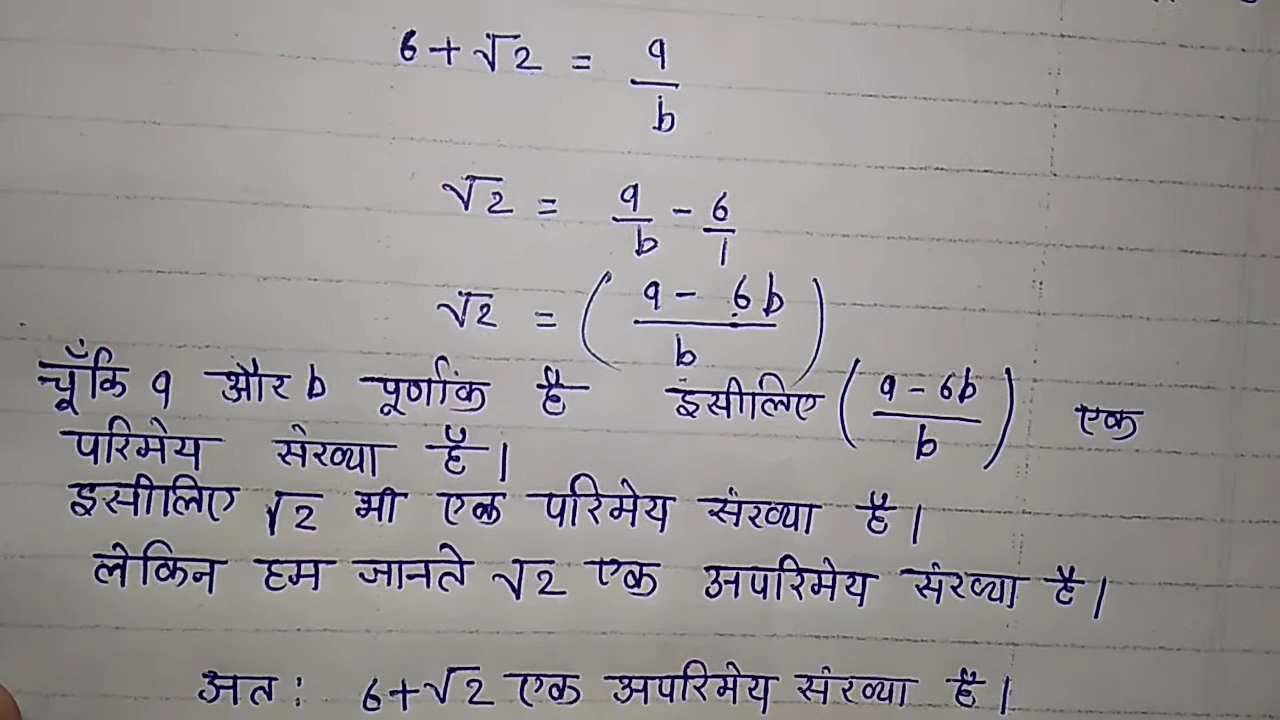 6+√2 = a/b
√2 = a/b - 6/1
√2 = ( (a - 6b)/b )
चूँकि a और b पूर्णांक है इसीलिए ( (a - 6b)/b ) एक
परिमेय संख्या है।
इसीलिए √2 भी एक परिमेय संख्या है।
लेकिन हम जानते √2 एक अपरिमेय संख्या है।
अतः 6+√2 एक अपरिमेय संख्या है।